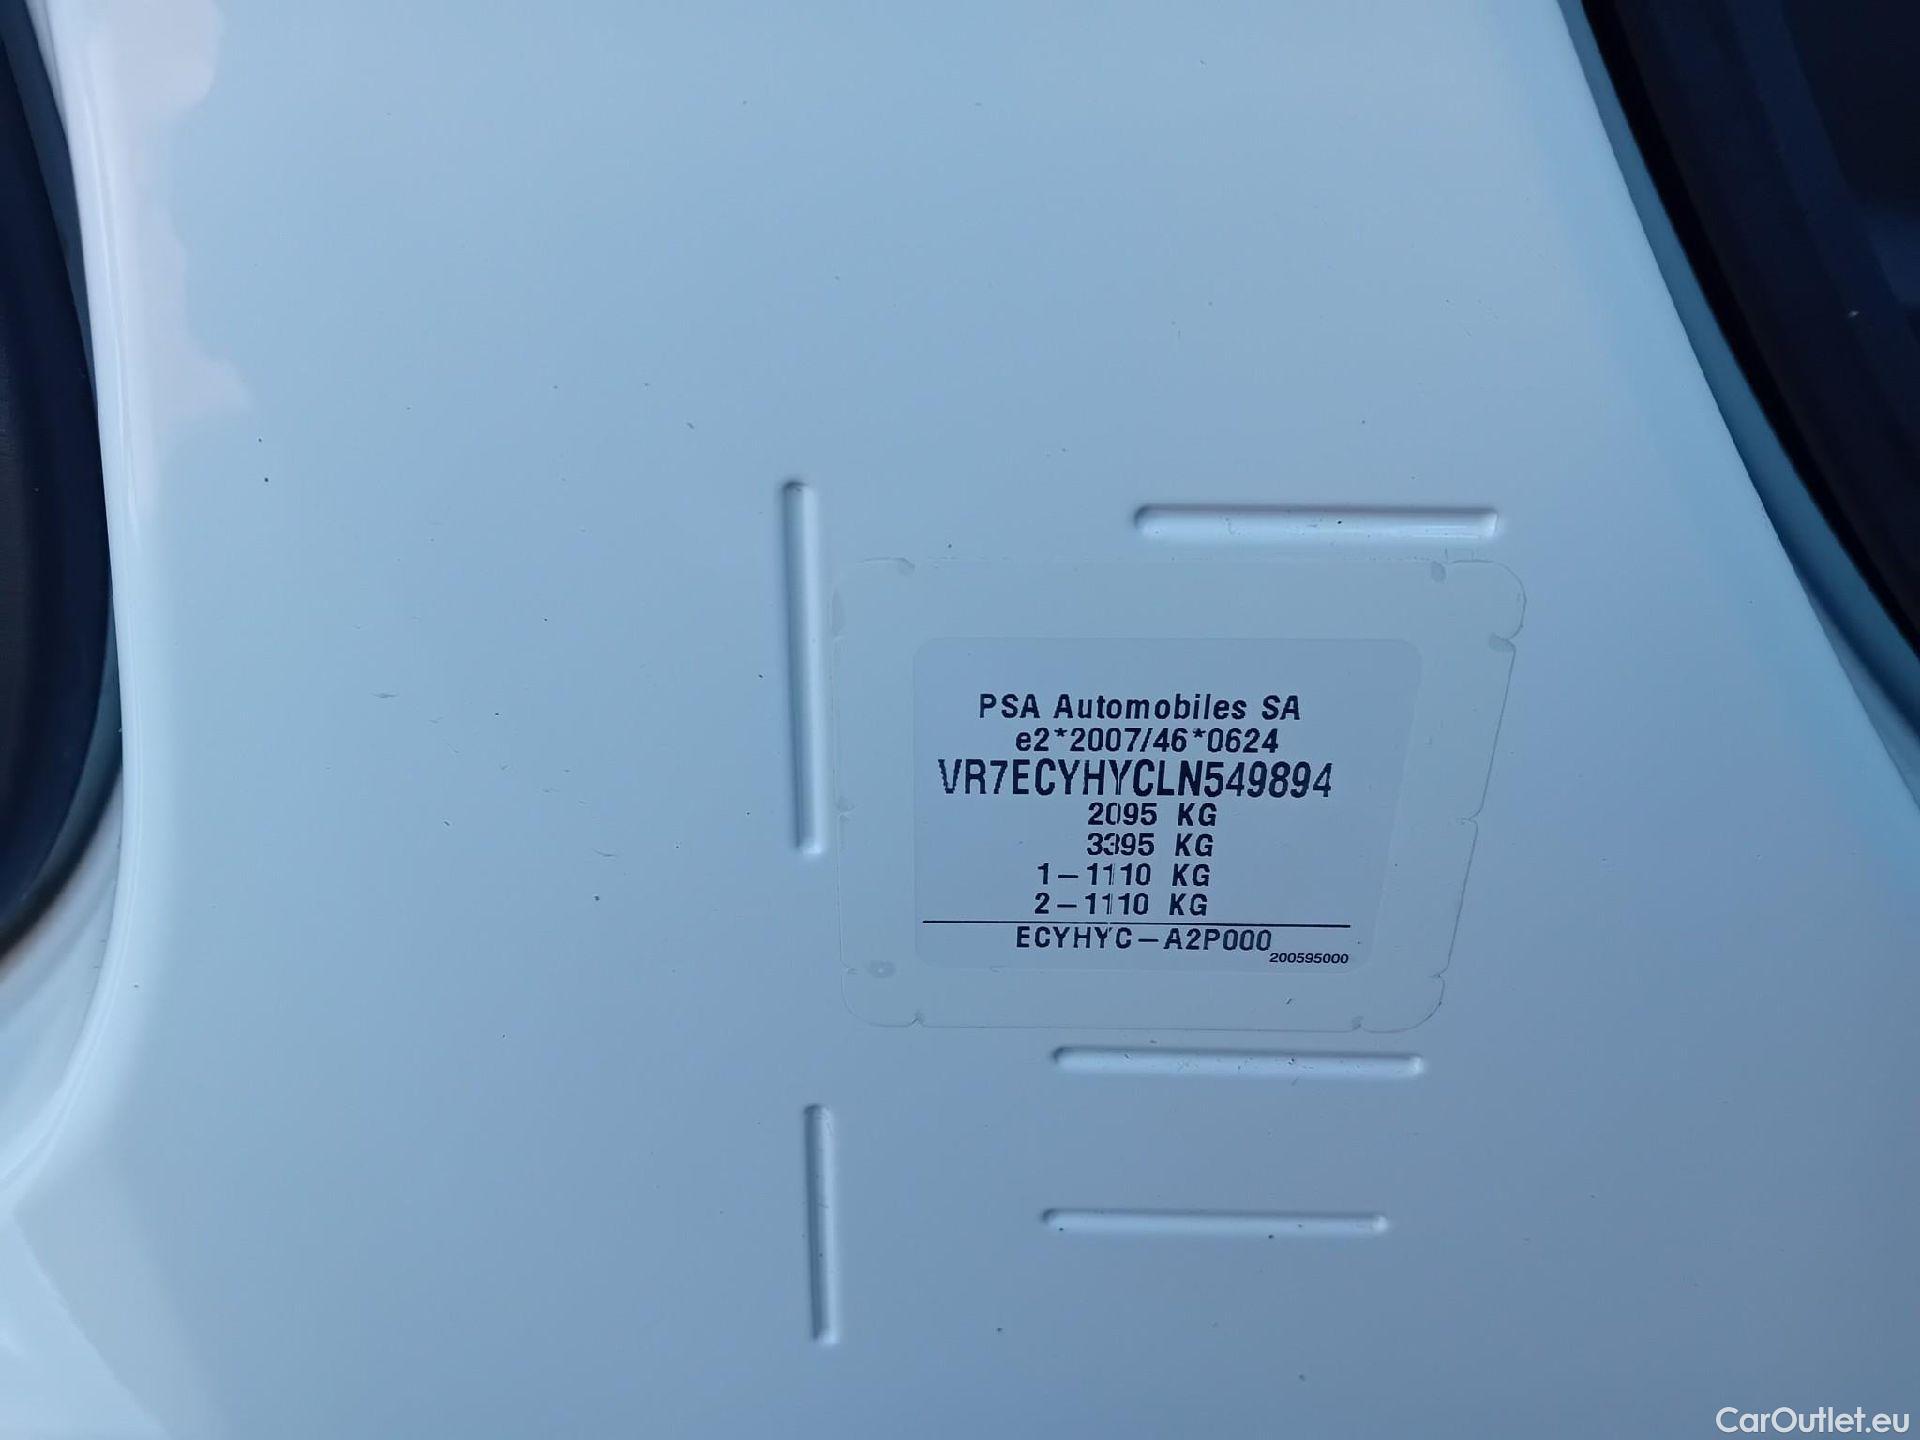 PSA Automobiles SA
e2*2007/46*0624
VR7ECYHYCLN549894
2095 KG
3395 KG
1-1110 KG
2-1110 KG
ECYHYC-A2P000
200595000
CarOutlet.eu